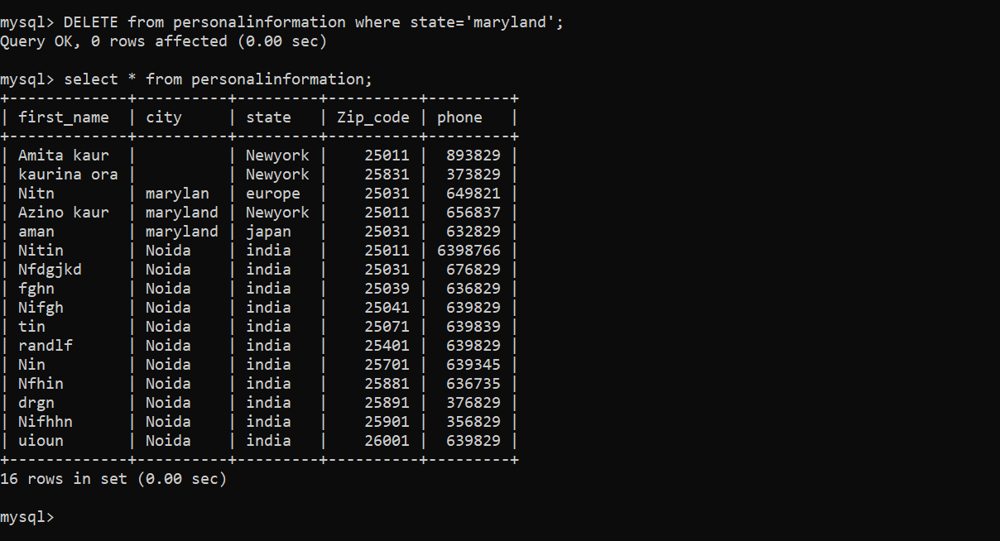 mysql> DELETE from personalinformation where state='maryland';
Query OK, 0 rows affected (0.00 sec)

mysql> select * from personalinformation;
+-------------+----------+---------+----------+---------+
| first_name  | city     | state   | Zip_code | phone   |
+-------------+----------+---------+----------+---------+
| Amita kaur  |          | Newyork |    25011 |  893829 |
| kaurina ora |          | Newyork |    25831 |  373829 |
| Nitn        | marylan  | europe  |    25031 |  649821 |
| Azino kaur  | maryland | Newyork |    25011 |  656837 |
| aman        | maryland | japan   |    25031 |  632829 |
| Nitin       | Noida    | india   |    25011 | 6398766 |
| Nfdgjkd     | Noida    | india   |    25031 |  676829 |
| fghn        | Noida    | india   |    25039 |  636829 |
| Nifgh       | Noida    | india   |    25041 |  639829 |
| tin         | Noida    | india   |    25071 |  639839 |
| randlf      | Noida    | india   |    25401 |  639829 |
| Nin         | Noida    | india   |    25701 |  639345 |
| Nfhin       | Noida    | india   |    25881 |  636735 |
| drgn        | Noida    | india   |    25891 |  376829 |
| Nifhhn      | Noida    | india   |    25901 |  356829 |
| uioun       | Noida    | india   |    26001 |  639829 |
+-------------+----------+---------+----------+---------+
16 rows in set (0.00 sec)

mysql>